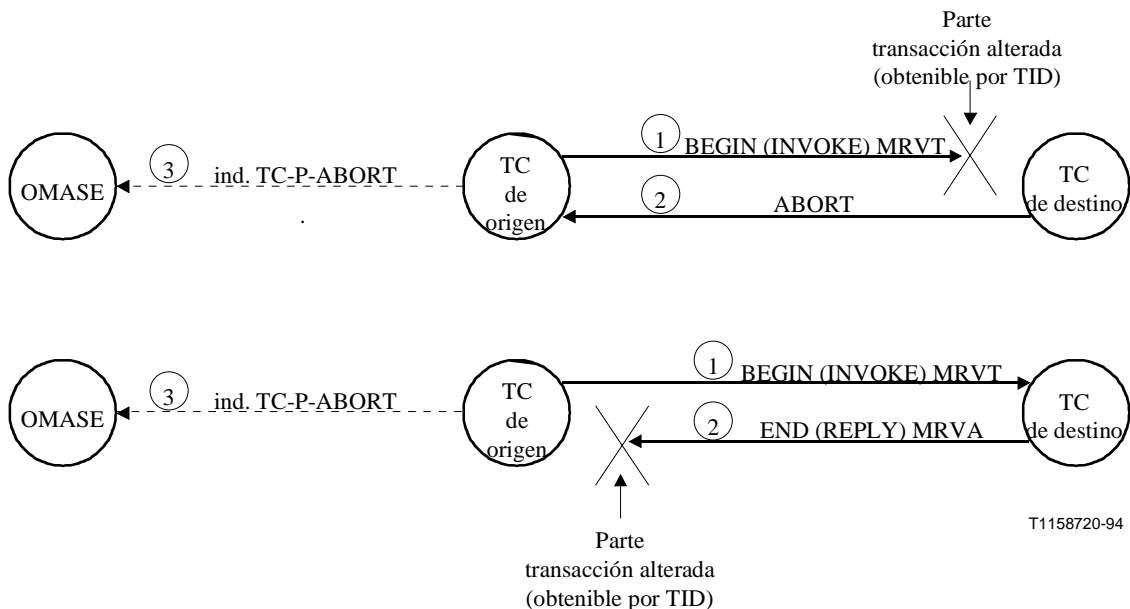 Parte
transacción alterada
(obtenible por TID)
1 BEGIN (INVOKE) MRVT
3 ind. TC-P-ABORT
OMASE
TC
de
origen
TC
de destino
2 ABORT
1 BEGIN (INVOKE) MRVT
3 ind. TC-P-ABORT
OMASE
TC
de
origen
TC
de destino
2 END (REPLY) MRVA
T1158720-94
Parte
transacción alterada
(obtenible por TID)